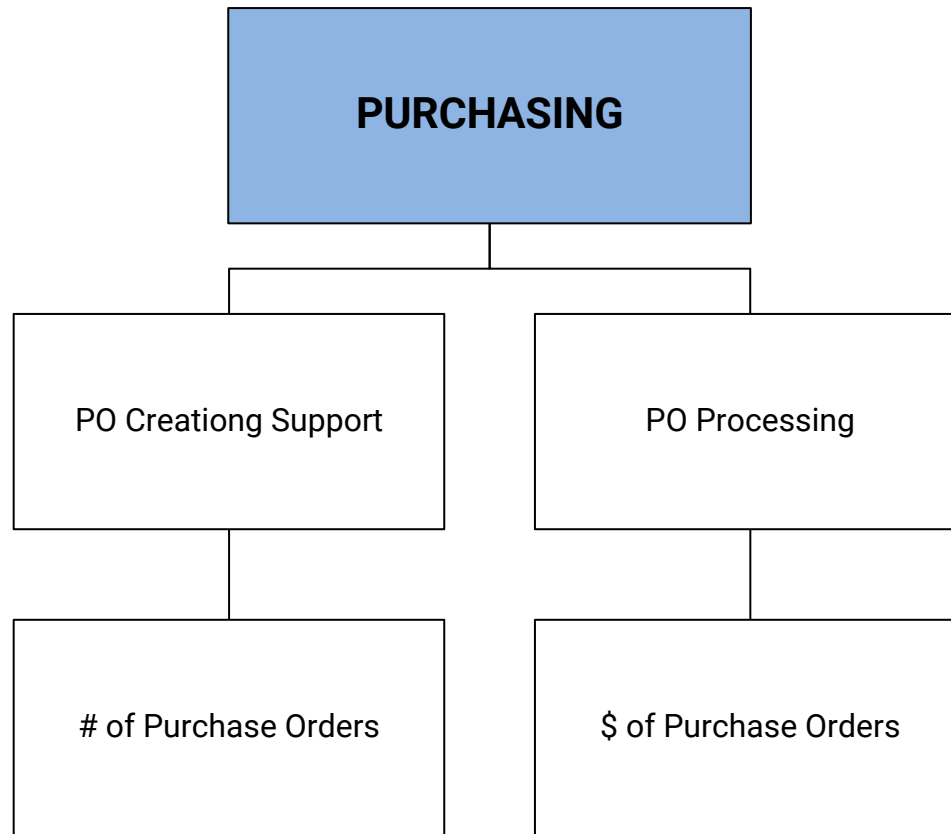 PURCHASING
PO Creationg Support
PO Processing
# of Purchase Orders
$ of Purchase Orders